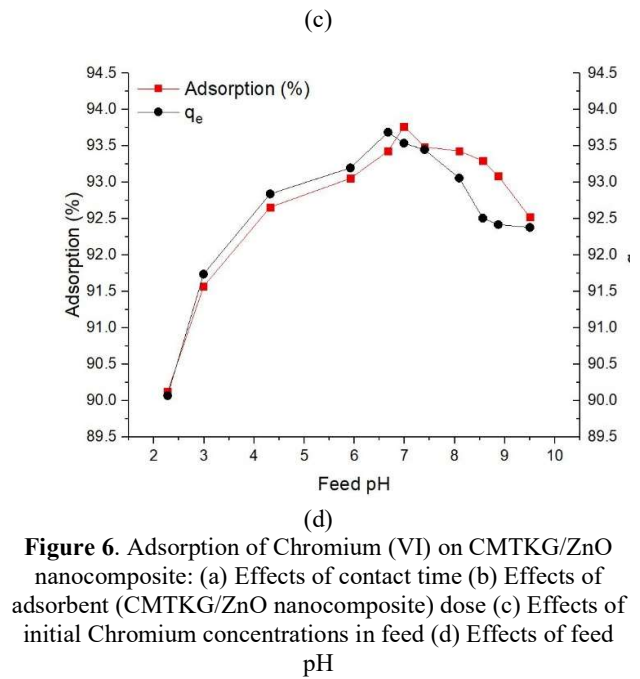 (c)
94.5
94.0
93.5
93.0
92.5
92.0
91.5
91.0
90.5
90.0
89.5
Adsorption (%)
Adsorption (%)
qe
94.5
94.0
93.5
93.0
92.5
92.0
91.5
91.0
90.5
90.0
89.5
2 3 4 5 6 7 8 9 10
Feed pH
(d)
Figure 6. Adsorption of Chromium (VI) on CMTKG/ZnO
nanocomposite: (a) Effects of contact time (b) Effects of
adsorbent (CMTKG/ZnO nanocomposite) dose (c) Effects of
initial Chromium concentrations in feed (d) Effects of feed
pH